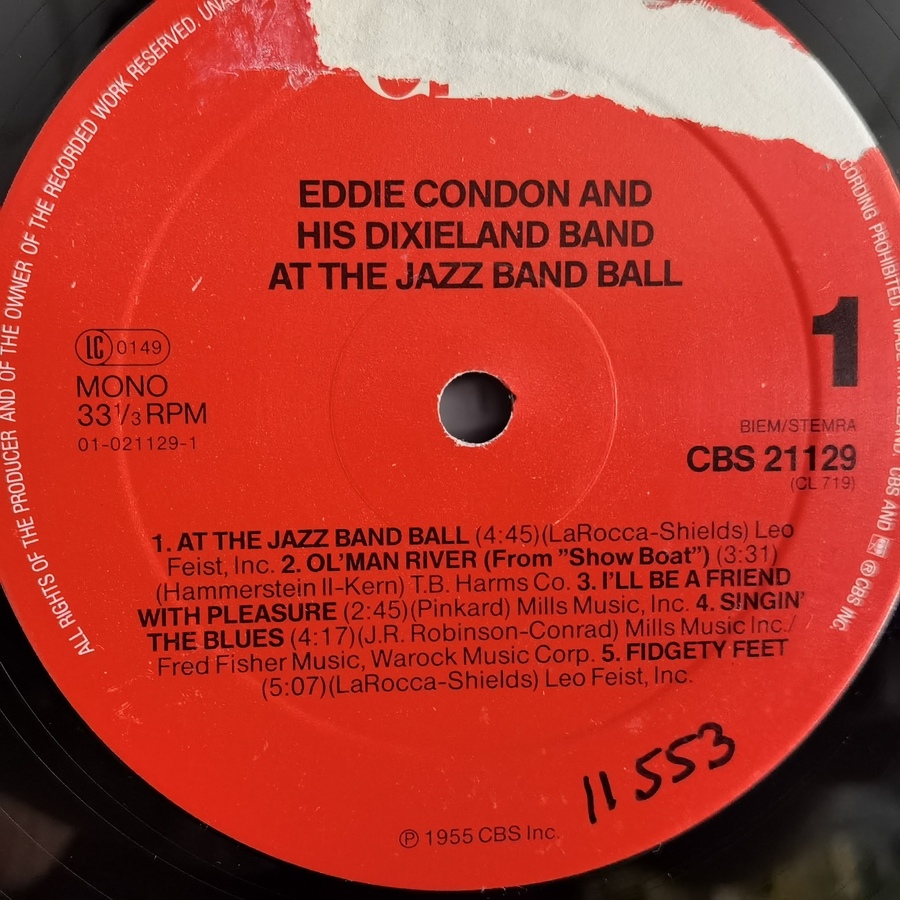 ALL RIGHTS OF THE PRODUCER AND OF THE OWNER OF THE RECORDED WORK RESERVED.
EDDIE CONDON AND
HIS DIXIELAND BAND
AT THE JAZZ BAND BALL
LC 0149
MONO
33⅓ RPM
01-021129-1
1
BIEM/STEMRA
CBS 21129
(CL 719)
1. AT THE JAZZ BAND BALL (4:45)(LaRocca-Shields) Leo
Feist, Inc. 2. OL'MAN RIVER (From "Show Boat") (3:31)
(Hammerstein II-Kern) T.B. Harms Co. 3. I'LL BE A FRIEND
WITH PLEASURE (2:45)(Pinkard) Mills Music, Inc. 4. SINGIN'
THE BLUES (4:17)(J.R. Robinson-Conrad) Mills Music Inc./
Fred Fisher Music, Warock Music Corp. 5. FIDGETY FEET
(5:07)(LaRocca-Shields) Leo Feist, Inc.
11553
℗ 1955 CBS Inc.
PROHIBITED. MADE IN HOLLAND. CBS AND ® CBS INC.